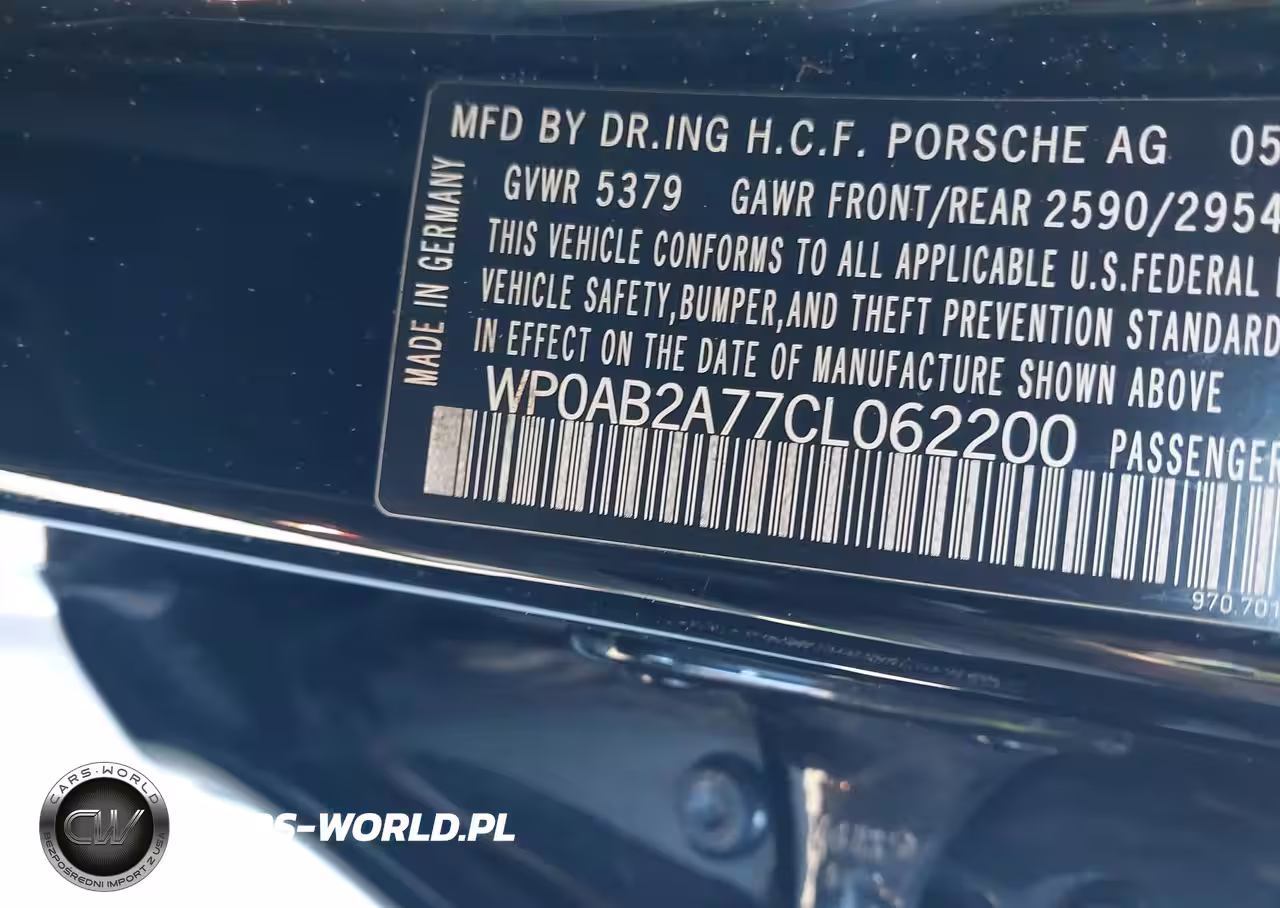 MFD BY DR.ING H.C.F. PORSCHE AG 05
MADE IN GERMANY
GVWR 5379 GAWR FRONT/REAR 2590/2954
THIS VEHICLE CONFORMS TO ALL APPLICABLE U.S.FEDERAL
VEHICLE SAFETY,BUMPER,AND THEFT PREVENTION STANDARD
IN EFFECT ON THE DATE OF MANUFACTURE SHOWN ABOVE
WP0AB2A77CL062200 PASSENGER
970.701
CARS-WORLD
CW
BEZPOŚREDNI IMPORT Z USA
RS-WORLD.PL